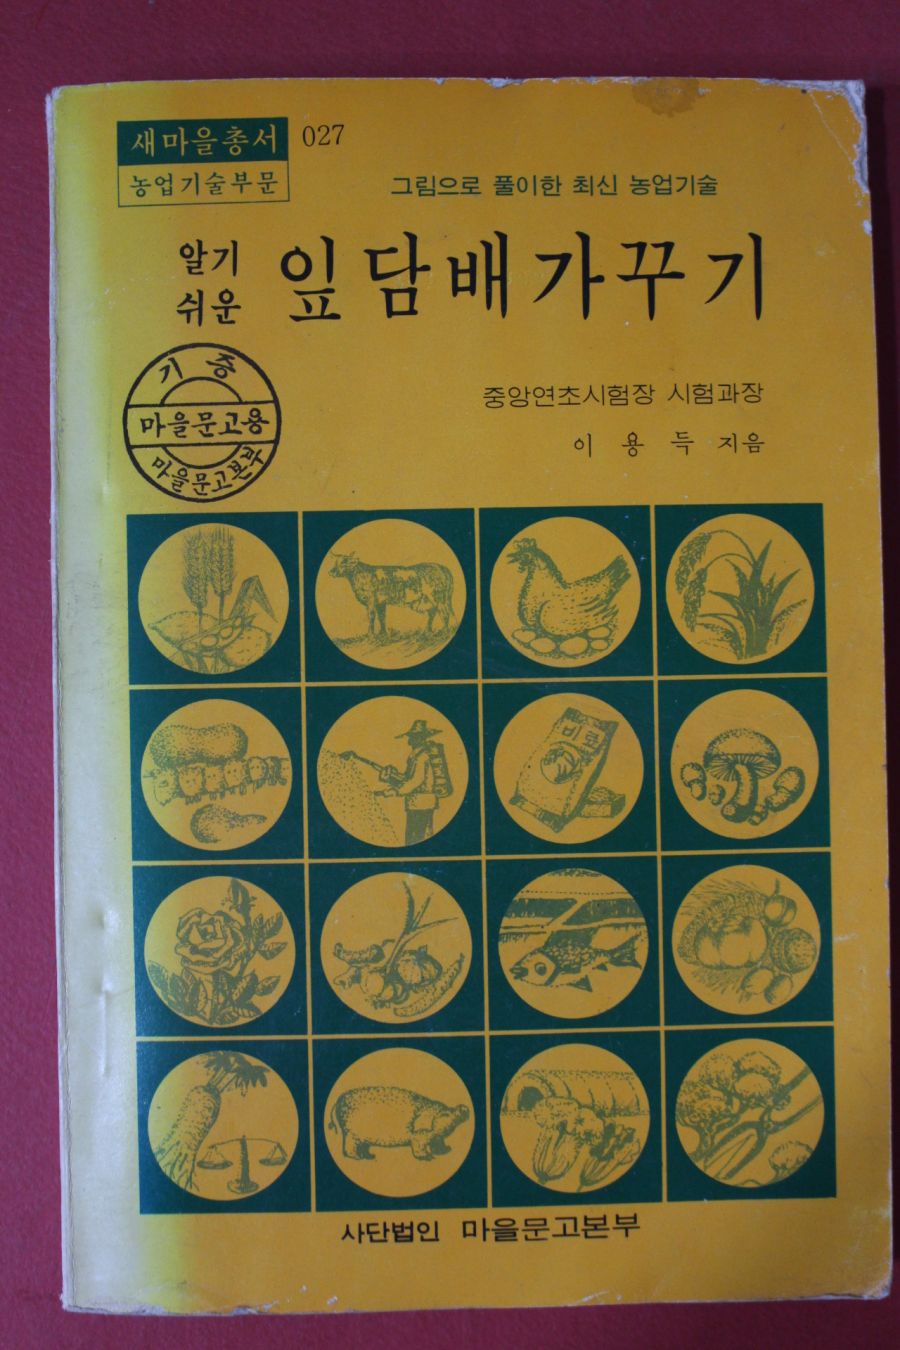 새마을총서 027
농업기술부문
그림으로 풀이한 최신 농업기술
알기
쉬운
잎담배가꾸기
기증
마을문고용
마을문고본부
중앙연초시험장 시험과장
이용득 지음
비료
사단법인 마을문고본부